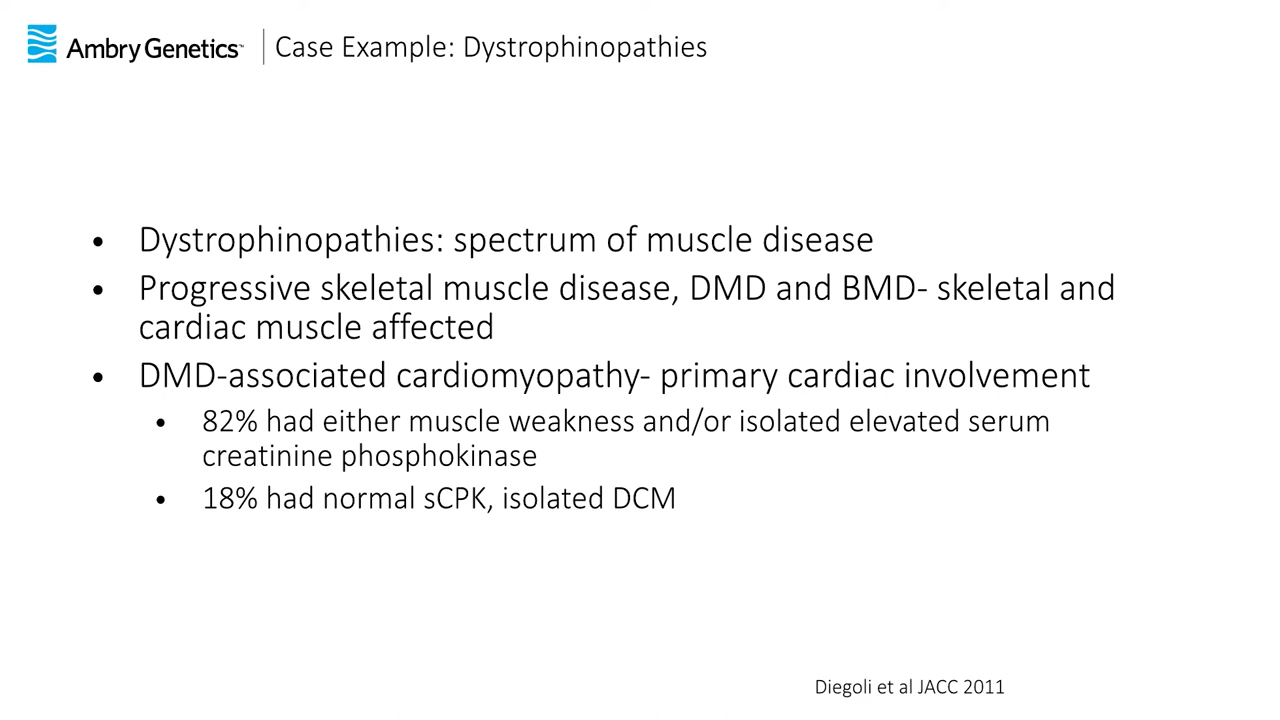 Ambry Genetics™ Case Example: Dystrophinopathies
• Dystrophinopathies: spectrum of muscle disease
• Progressive skeletal muscle disease, DMD and BMD- skeletal and
cardiac muscle affected
• DMD-associated cardiomyopathy- primary cardiac involvement
• 82% had either muscle weakness and/or isolated elevated serum
creatinine phosphokinase
• 18% had normal sCPK, isolated DCM
Diegoli et al JACC 2011